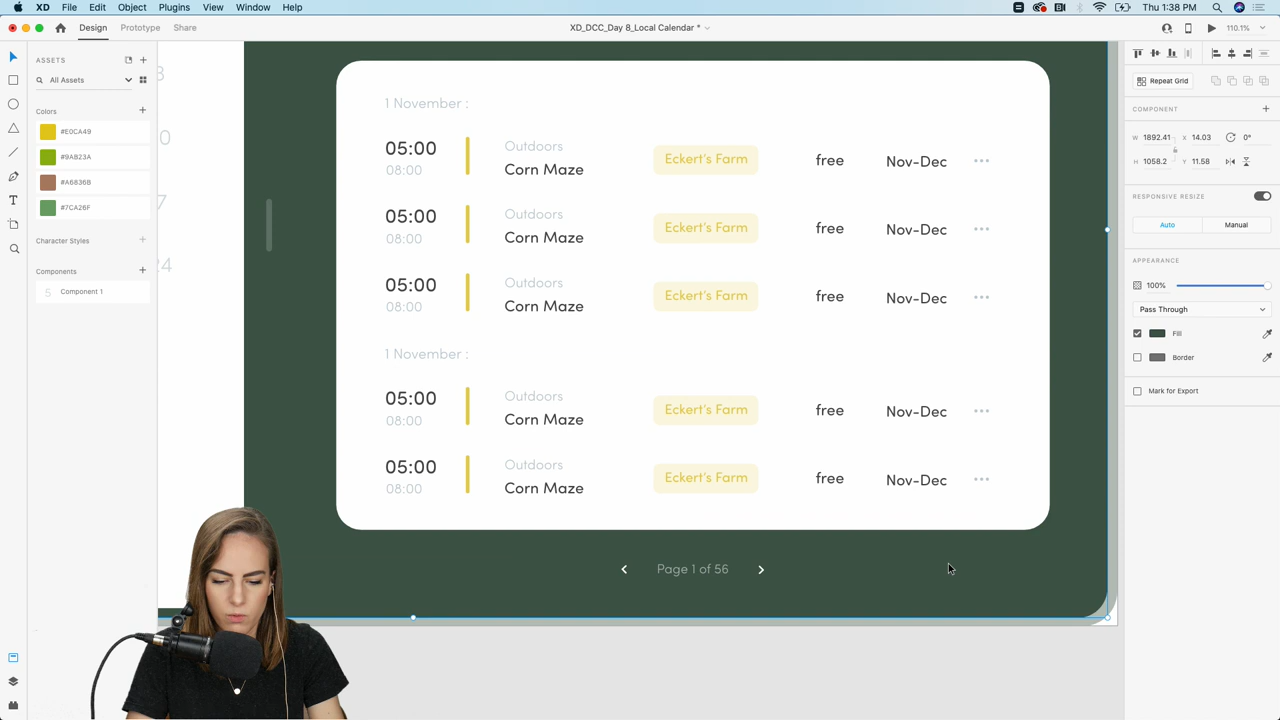 XD File Edit Object Plugins View Window Help Thu 1:38 PM
Design Prototype Share XD_DCC_Day 8_Local Calendar * 110.1%
ASSETS
All Assets
Colors
#E0CA49
#9AB23A
#A6836B
#7CA26F
Character Styles
Components
S Component 1
3
0
7
24
1 November :
05:00 Outdoors Eckert's Farm free Nov-Dec
08:00 Corn Maze
05:00 Outdoors Eckert's Farm free Nov-Dec
08:00 Corn Maze
05:00 Outdoors Eckert's Farm free Nov-Dec
08:00 Corn Maze
1 November :
05:00 Outdoors Eckert's Farm free Nov-Dec
08:00 Corn Maze
05:00 Outdoors Eckert's Farm free Nov-Dec
08:00 Corn Maze
Page 1 of 56
Repeat Grid
COMPONENT
W 1892.41 X 14.03 0°
H 1058.2 Y 11.58
RESPONSIVE RESIZE
Auto Manual
APPEARANCE
100%
Pass Through
Fill
Border
Mark for Export